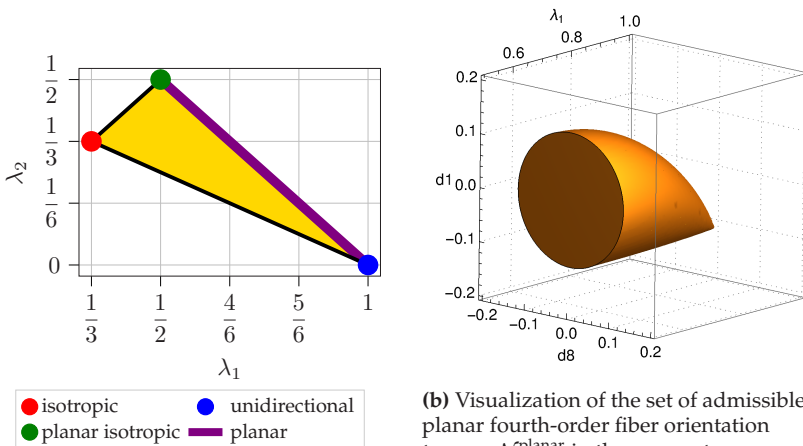 1/2
1/3
1/6
0
λ₂
1/3 1/2 4/6 5/6 1
λ₁
isotropic unidirectional
planar isotropic planar
λ₁
0.6 0.8 1.0
0.2
0.1
d1 0.0
−0.1
−0.2
−0.2 −0.1 0.0 0.1 0.2
d8
(b) Visualization of the set of admissible
planar fourth-order fiber orientation